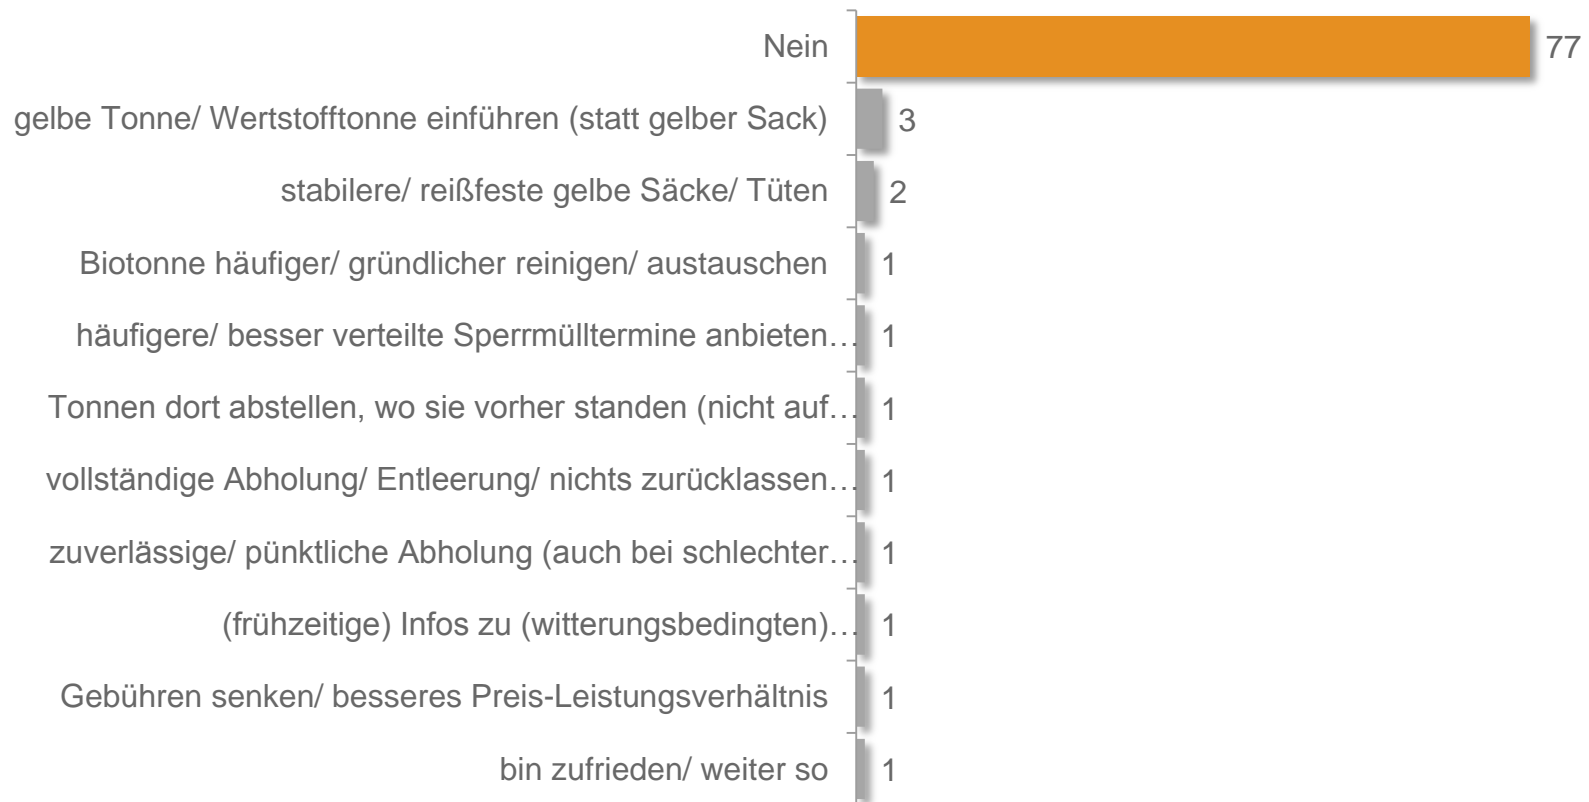 Nein 77
gelbe Tonne/ Wertstofftonne einführen (statt gelber Sack) 3
stabilere/ reißfeste gelbe Säcke/ Tüten 2
Biotonne häufiger/ gründlicher reinigen/ austauschen 1
häufigere/ besser verteilte Sperrmülltermine anbieten… 1
Tonnen dort abstellen, wo sie vorher standen (nicht auf… 1
vollständige Abholung/ Entleerung/ nichts zurücklassen… 1
zuverlässige/ pünktliche Abholung (auch bei schlechter… 1
(frühzeitige) Infos zu (witterungsbedingten)… 1
Gebühren senken/ besseres Preis-Leistungsverhältnis 1
bin zufrieden/ weiter so 1